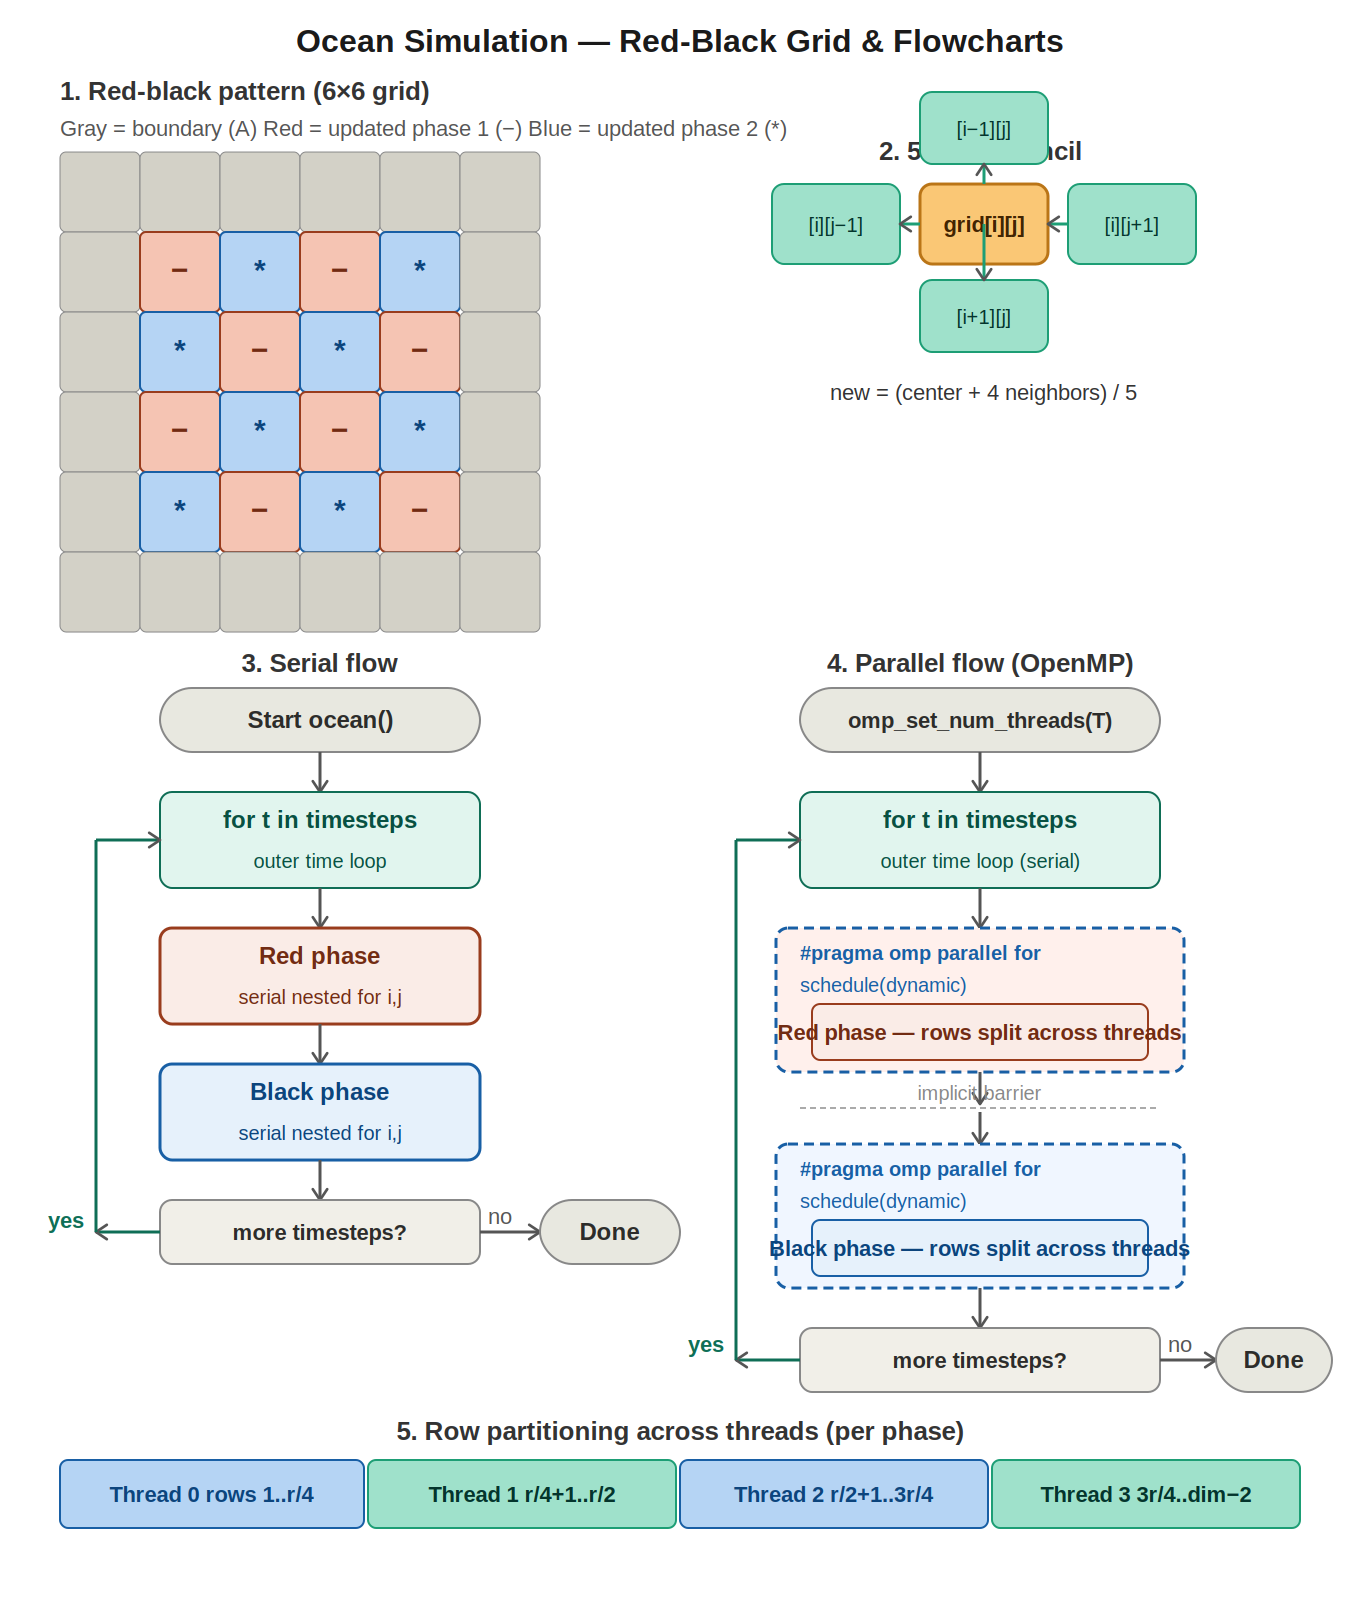 Ocean Simulation — Red-Black Grid & Flowcharts
1. Red-black pattern (6×6 grid)
Gray = boundary (A) Red = updated phase 1 (−) Blue = updated phase 2 (*)
− * − *
* − * −
− * − *
* − * −
2. 5 ncil
[i−1][j]
[i][j−1]
grid[i][j]
[i][j+1]
[i+1][j]
new = (center + 4 neighbors) / 5
3. Serial flow
Start ocean()
for t in timesteps
outer time loop
Red phase
serial nested for i,j
Black phase
serial nested for i,j
more timesteps?
yes
no
Done
4. Parallel flow (OpenMP)
omp_set_num_threads(T)
for t in timesteps
outer time loop (serial)
#pragma omp parallel for
schedule(dynamic)
Red phase — rows split across threads
implicit barrier
#pragma omp parallel for
schedule(dynamic)
Black phase — rows split across threads
more timesteps?
yes
no
Done
5. Row partitioning across threads (per phase)
Thread 0 rows 1..r/4
Thread 1 r/4+1..r/2
Thread 2 r/2+1..3r/4
Thread 3 3r/4..dim−2